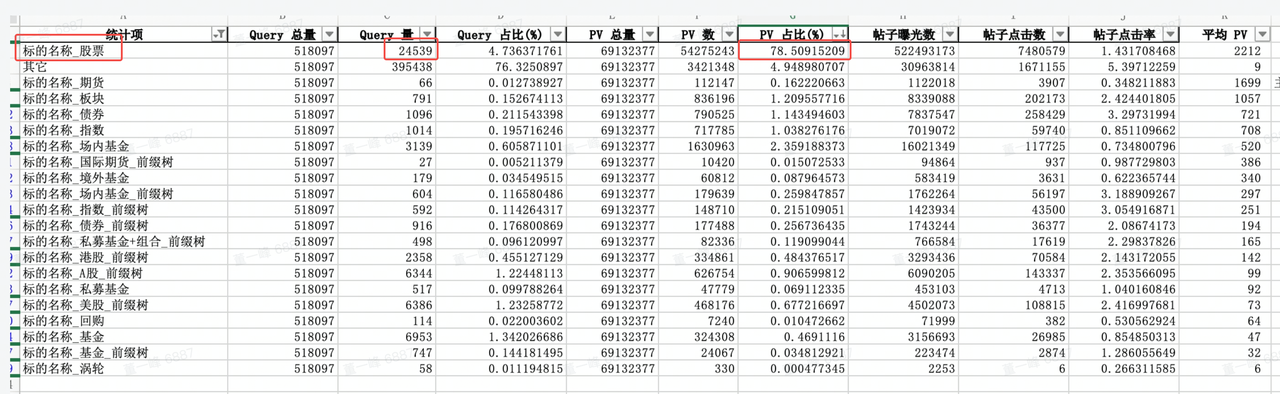 统计项 Query 总量 Query 量 Query 占比(%) PV 总量 PV 数 PV 占比(%) 帖子曝光数 帖子点击数 帖子点击率 平均 PV
标的名称_股票 518097 24539 4.736371761 69132377 54275243 78.50915209 522493173 7480579 1.431708468 2212
其它 518097 395438 76.3250897 69132377 3421348 4.948980707 30963814 1671155 5.39712259 9
标的名称_期货 518097 66 0.012738927 69132377 112147 0.162220663 1122018 3907 0.348211883 1699
标的名称_板块 518097 791 0.152674113 69132377 836196 1.209557716 8339088 202173 2.424401805 1057
标的名称_债券 518097 1096 0.211543398 69132377 790525 1.143494603 7837547 258429 3.29731994 721
标的名称_指数 518097 1014 0.195716246 69132377 717785 1.038276176 7019072 59740 0.851109662 708
标的名称_场内基金 518097 3139 0.605871101 69132377 1630963 2.359188373 16021349 117725 0.734800796 520
标的名称_国际期货_前缀树 518097 27 0.005211379 69132377 10420 0.015072533 94864 937 0.987729803 386
标的名称_境外基金 518097 179 0.034549515 69132377 60812 0.087964573 583419 3631 0.622365744 340
标的名称_场内基金_前缀树 518097 604 0.116580486 69132377 179639 0.259847857 1762264 56197 3.188909267 297
标的名称_指数_前缀树 518097 592 0.114264317 69132377 148710 0.215109051 1423934 43500 3.054916871 251
标的名称_债券_前缀树 518097 916 0.176800869 69132377 177488 0.256736435 1743244 36377 2.08674173 194
标的名称_私募基金+组合_前缀树 518097 498 0.096120997 69132377 82336 0.119099044 766584 17619 2.29837826 165
标的名称_港股_前缀树 518097 2358 0.455127129 69132377 334861 0.484376517 3293436 70584 2.143172055 142
标的名称_A股_前缀树 518097 6344 1.22448113 69132377 626754 0.906599812 6090205 143337 2.353566095 99
标的名称_私募基金 518097 517 0.099788264 69132377 47779 0.069112335 453103 4713 1.040160846 92
标的名称_美股_前缀树 518097 6386 1.23258772 69132377 468176 0.677216697 4502073 108815 2.416997681 73
标的名称_回购 518097 114 0.022003602 69132377 7240 0.010472662 71999 382 0.530562924 64
标的名称_基金 518097 6953 1.342026686 69132377 324308 0.4691116 3156693 26985 0.854850313 47
标的名称_基金_前缀树 518097 747 0.144181495 69132377 24067 0.034812921 223474 2874 1.286055649 32
标的名称_涡轮 518097 58 0.011194815 69132377 330 0.000477345 2253 6 0.266311585 6